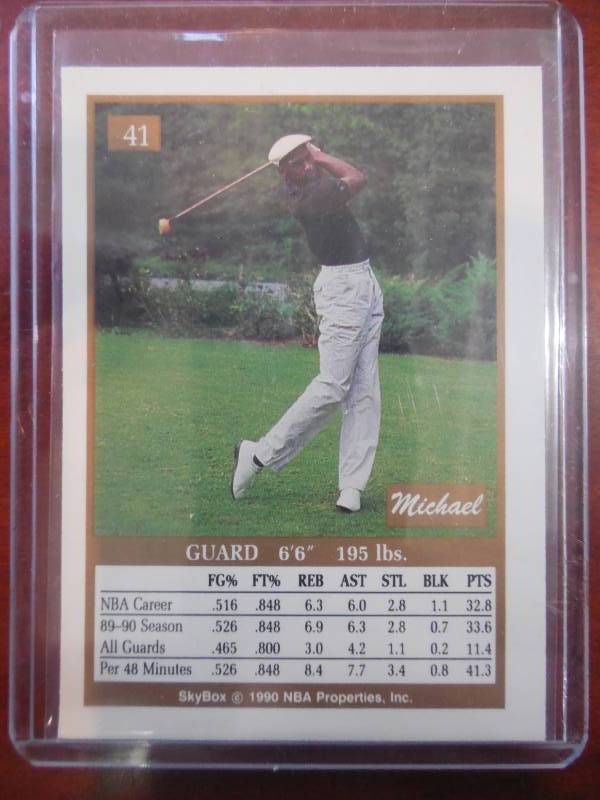 41
Michael
GUARD 6'6" 195 lbs.
FG% FT% REB AST STL BLK PTS
NBA Career .516 .848 6.3 6.0 2.8 1.1 32.8
89-90 Season .526 .848 6.9 6.3 2.8 0.7 33.6
All Guards .465 .800 3.0 4.2 1.1 0.2 11.4
Per 48 Minutes .526 .848 8.4 7.7 3.4 0.8 41.3
SkyBox © 1990 NBA Properties, Inc.